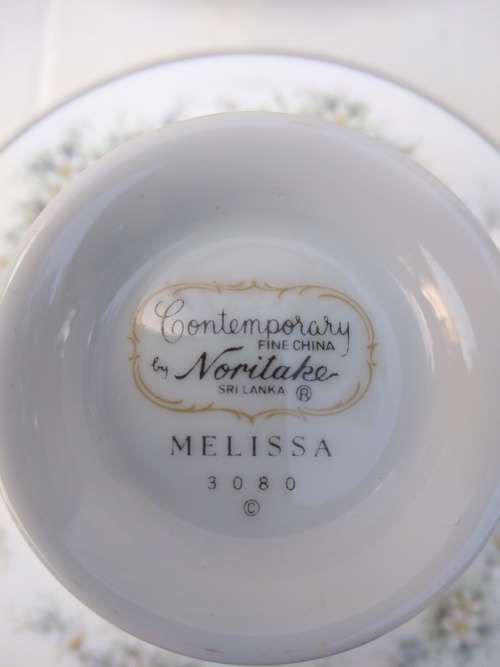 Contemporary
FINE CHINA
by Noritake
SRI LANKA ®
MELISSA
3080
©